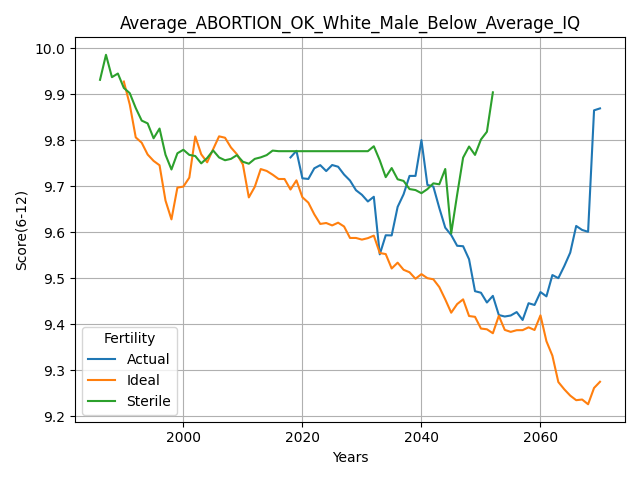 Average_ABORTION_OK_White_Male_Below_Average_IQ
10.0
9.9
9.8
9.7
9.6
9.5
9.4
9.3
9.2
Score(6-12)
Fertility
Actual
Ideal
Sterile
2000
2020
2040
2060
Years